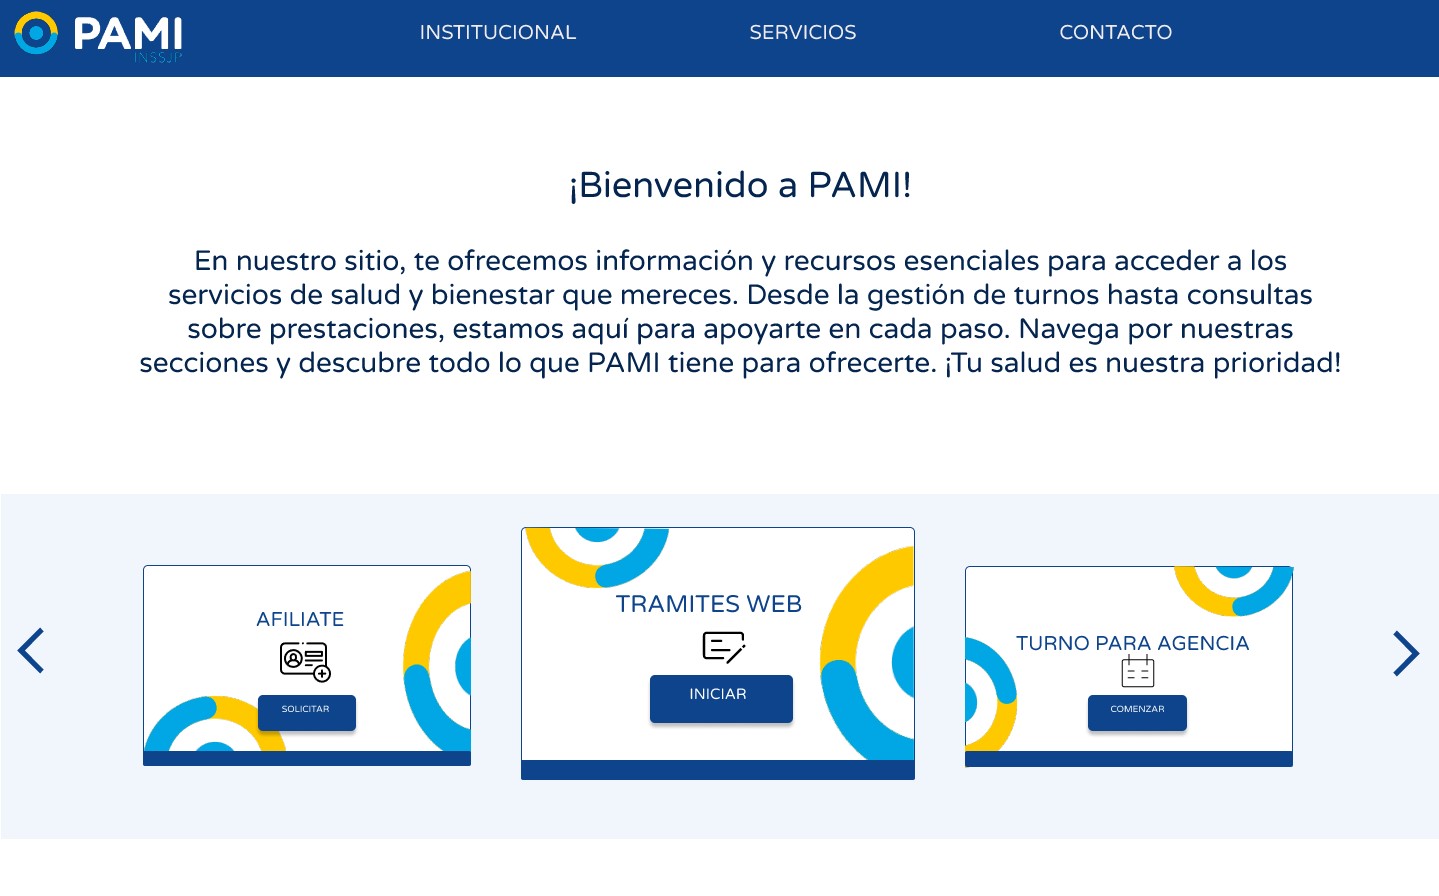 PAMI
INSSJP
INSTITUCIONAL
SERVICIOS
CONTACTO
¡Bienvenido a PAMI!
En nuestro sitio, te ofrecemos información y recursos esenciales para acceder a los
servicios de salud y bienestar que mereces. Desde la gestión de turnos hasta consultas
sobre prestaciones, estamos aquí para apoyarte en cada paso. Navega por nuestras
secciones y descubre todo lo que PAMI tiene para ofrecerte. ¡Tu salud es nuestra prioridad!
AFILIATE
SOLICITAR
TRAMITES WEB
INICIAR
TURNO PARA AGENCIA
COMENZAR